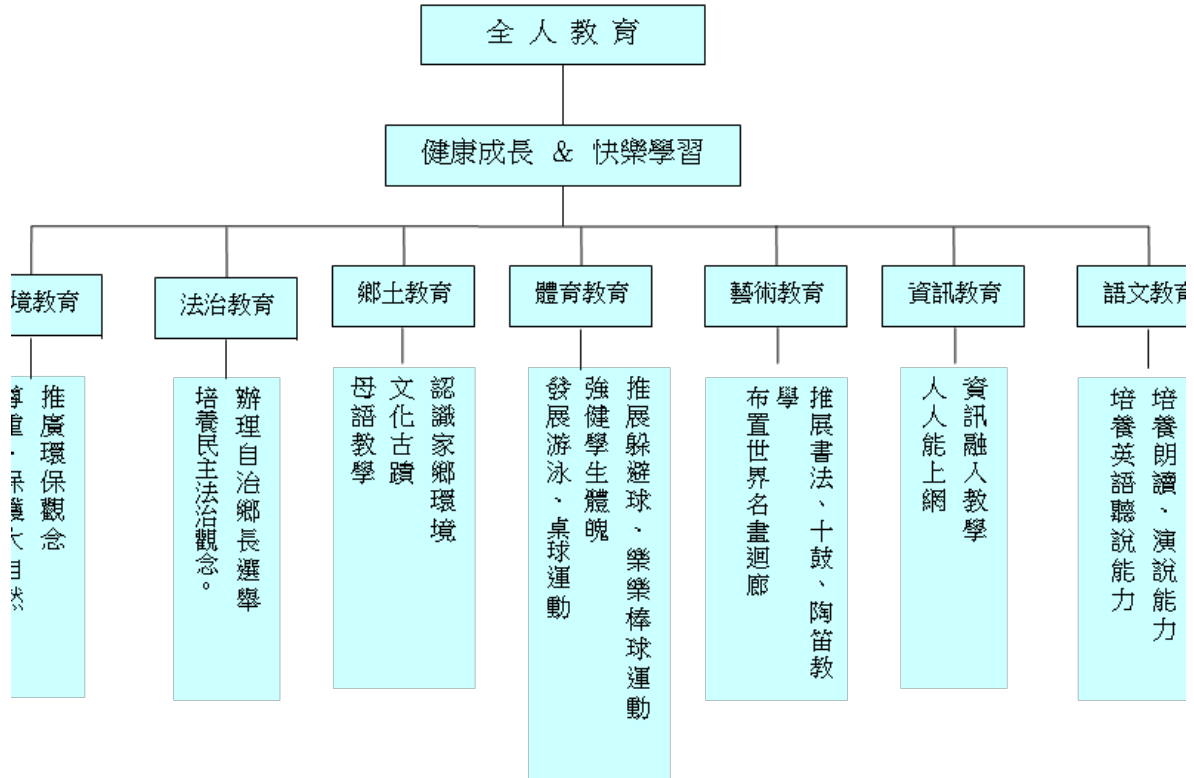 全人教育
健康成長 & 快樂學習
境教育
法治教育
鄉土教育
體育教育
藝術教育
資訊教育
語文教育
推廣環保觀念
尊重、保護大自然
辦理自治鄉長選舉
培養民主法治觀念。
認識家鄉環境
文化古蹟
母語教學
推展躲避球、樂樂棒球運動
強健學生體魄
發展游泳、桌球運動
推展書法、十鼓、陶笛教
學
布置世界名畫迴廊
資訊融入教學
人人能上網
培養朗讀、演說能力
培養英語聽說能力